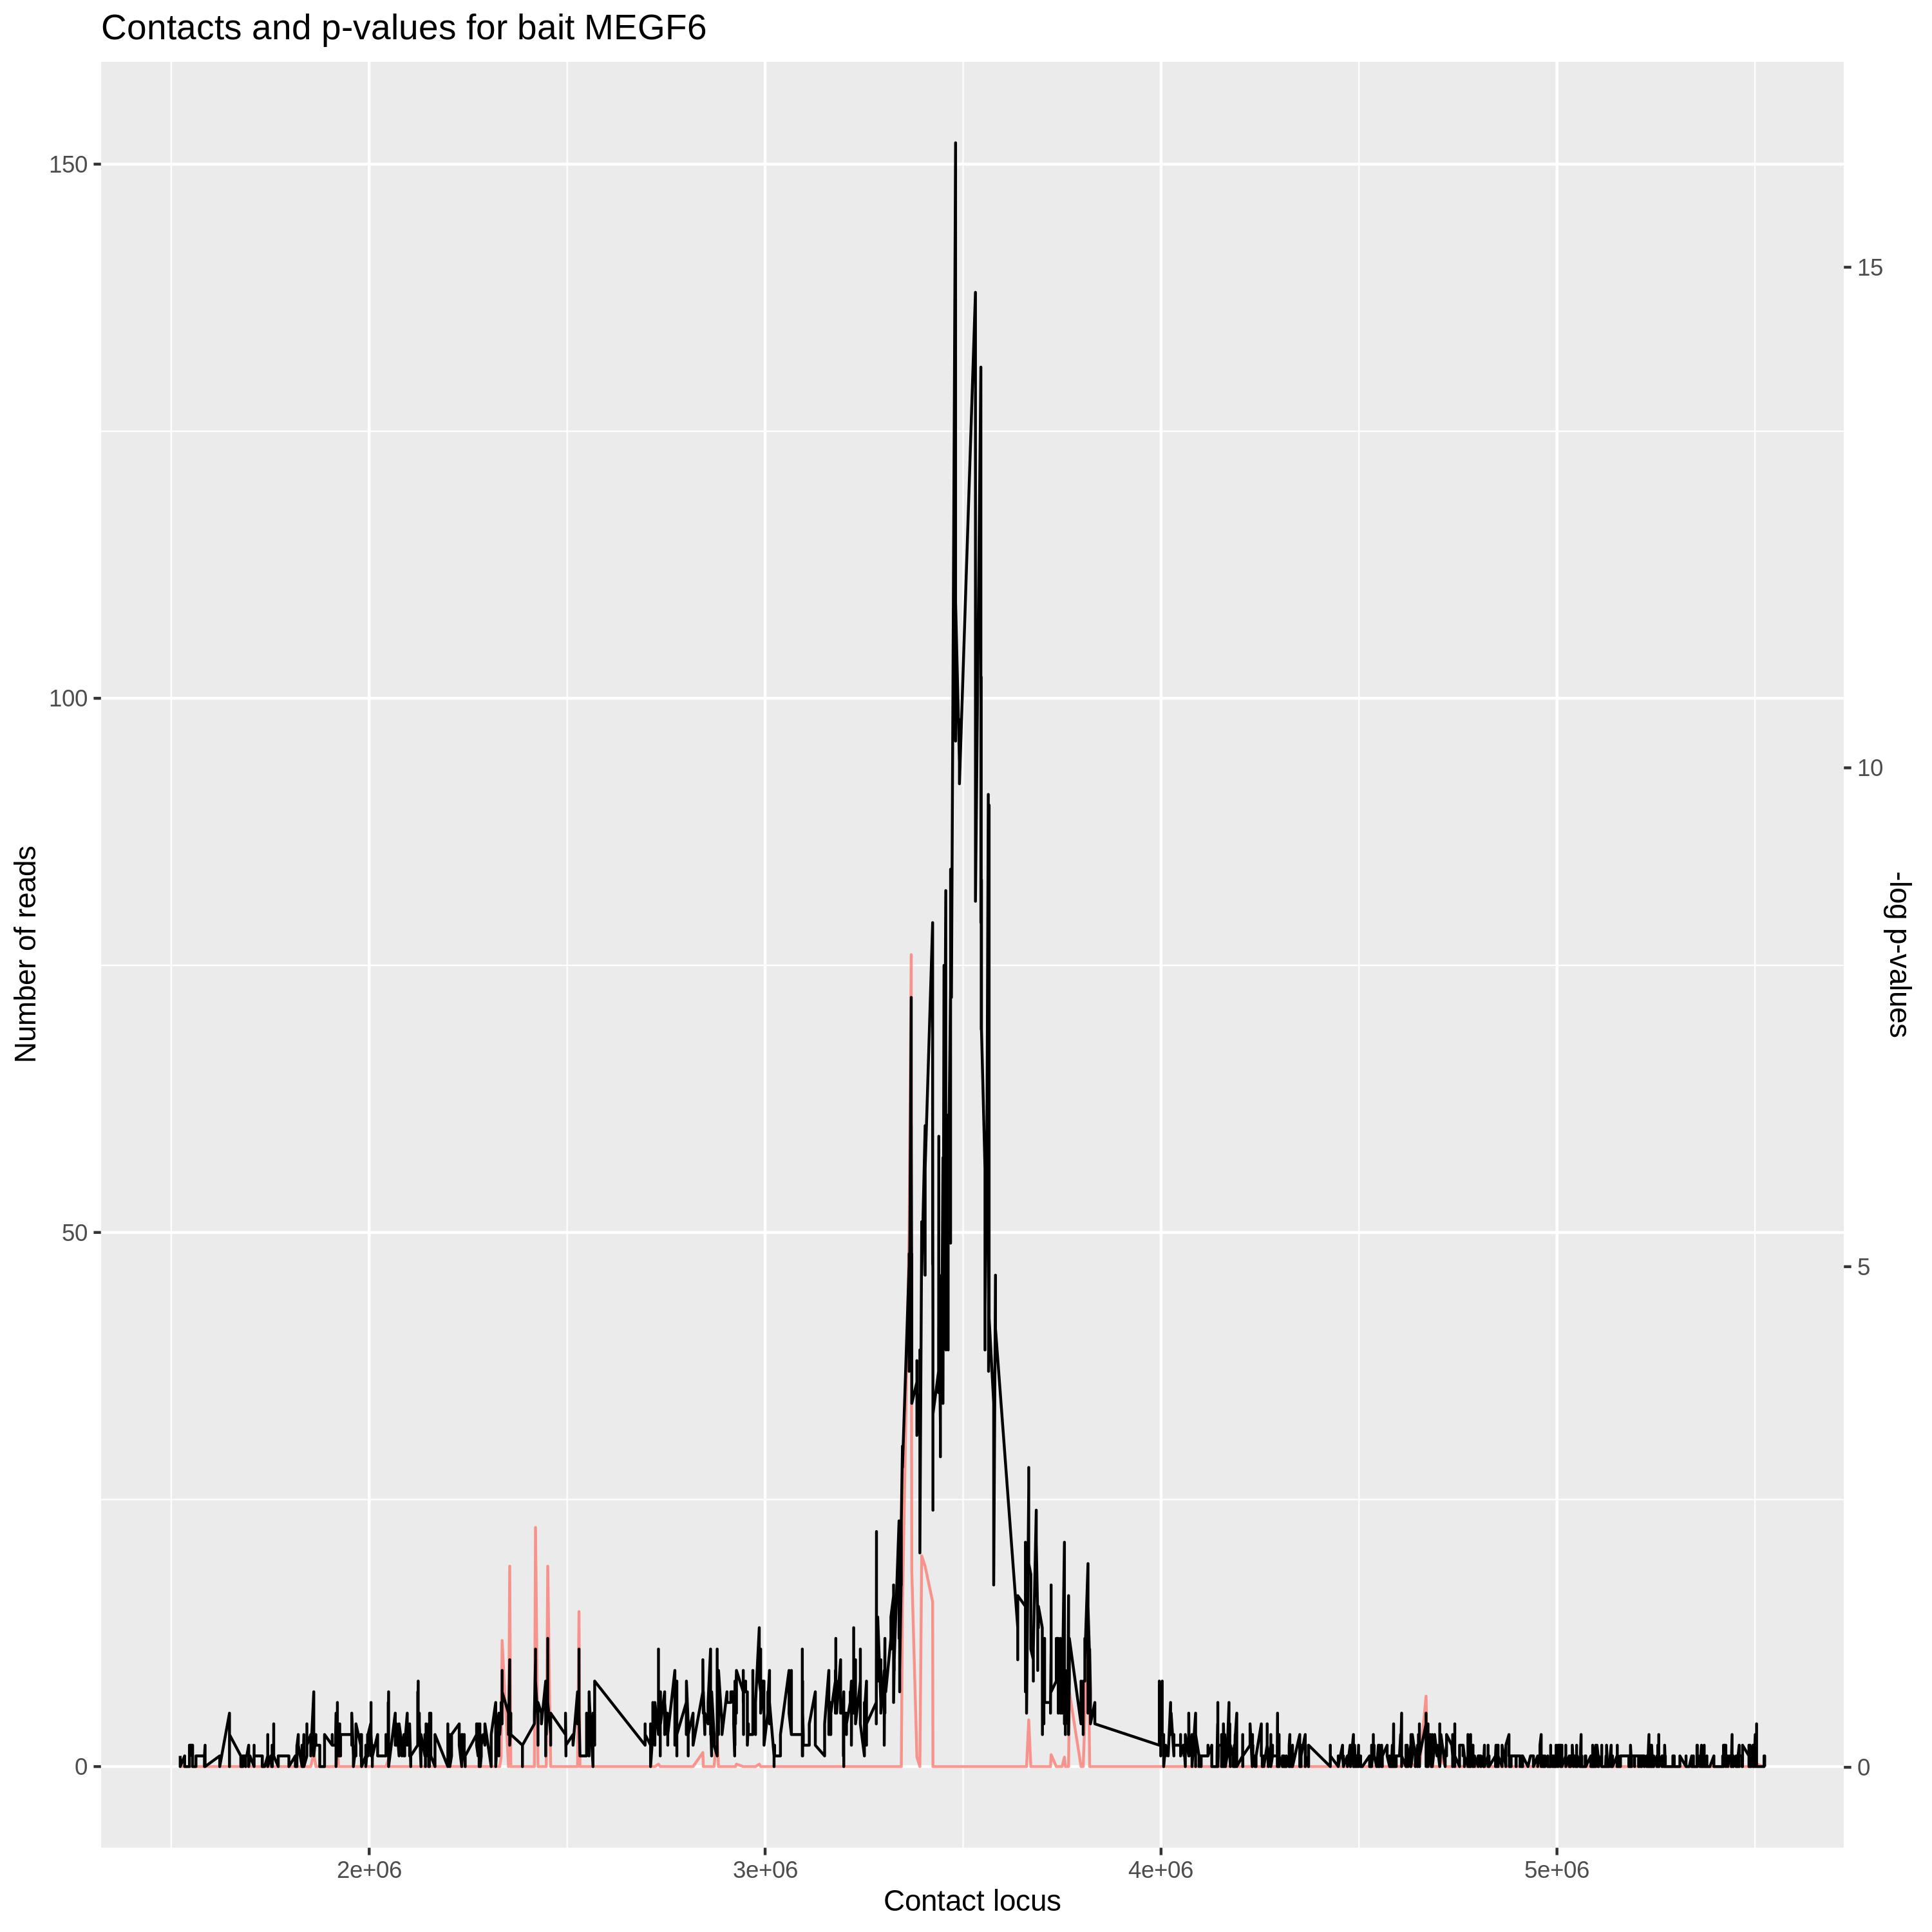 Contacts and p-values for bait MEGF6
150
100
50
0
Number of reads
15
10
5
0
-log p-values
2e+06 3e+06 4e+06 5e+06
Contact locus